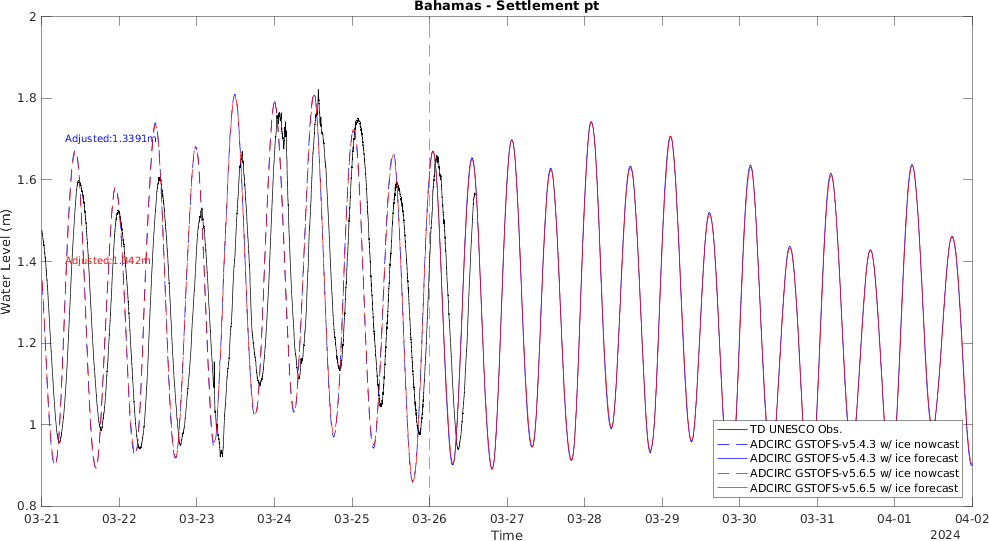 Bahamas - Settlement pt
Water Level (m)
2
1.8
1.6
1.4
1.2
1
0.8
Adjusted:1.3391m
Adjusted:1.342m
TD UNESCO Obs.
ADCIRC GSTOFS-v5.4.3 w/ ice nowcast
ADCIRC GSTOFS-v5.4.3 w/ ice forecast
ADCIRC GSTOFS-v5.6.5 w/ ice nowcast
ADCIRC GSTOFS-v5.6.5 w/ ice forecast
03-21 03-22 03-23 03-24 03-25 03-26 03-27 03-28 03-29 03-30 03-31 04-01 04-02
Time
2024